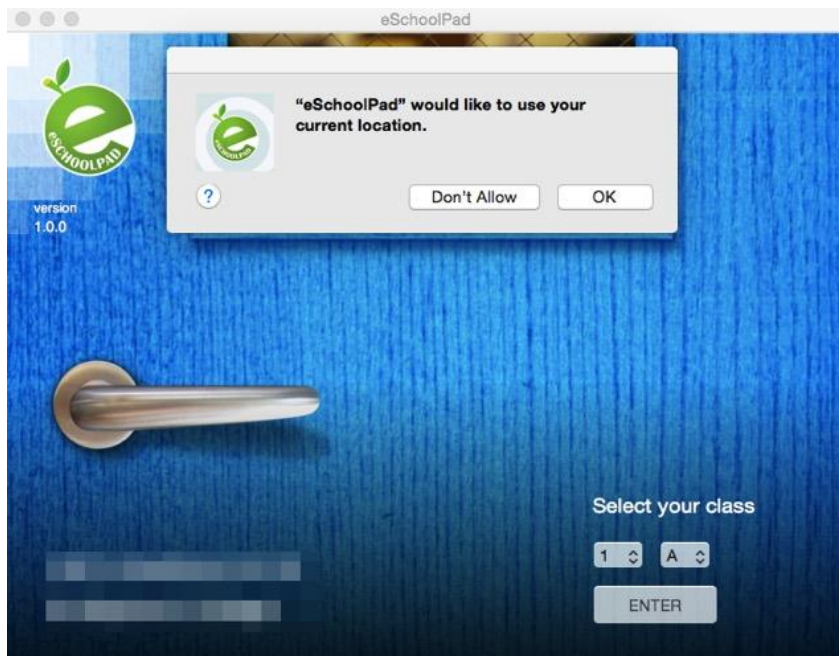 eSchoolPad
“eSchoolPad” would like to use your
current location.
eSCHOOLPAD
?
Don't Allow
OK
version
1.0.0
Select your class
1
A
ENTER